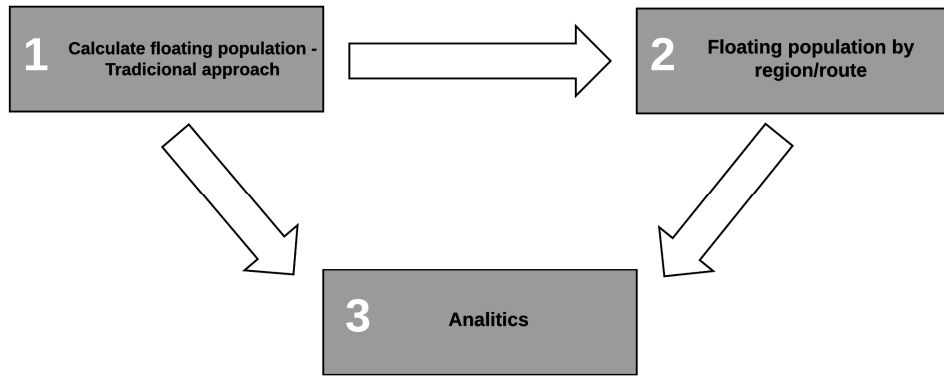 1 Calculate floating population -
Tradicional approach
2 Floating population by
region/route
3 Analitics